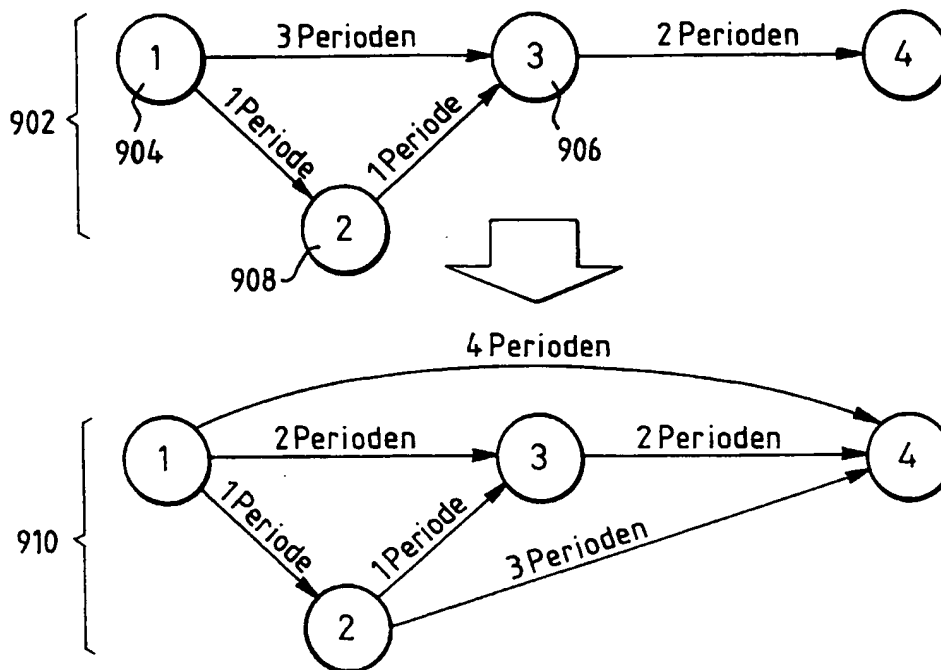 1
3 Perioden
3
2 Perioden
4
902
904
1 Periode
1 Periode
906
2
908
4 Perioden
1
2 Perioden
3
2 Perioden
4
910
1 Periode
1 Periode
3 Perioden
2